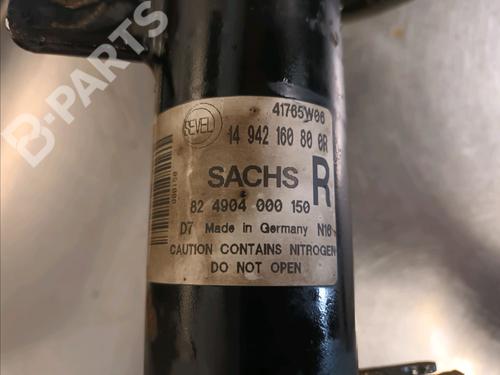 B-PARTS
41765W06
SEVEL
14 942 160 80 0R
SACHS R
82 4904 000 150
000150
D7 Made in Germany N16
CAUTION CONTAINS NITROGEN
DO NOT OPEN